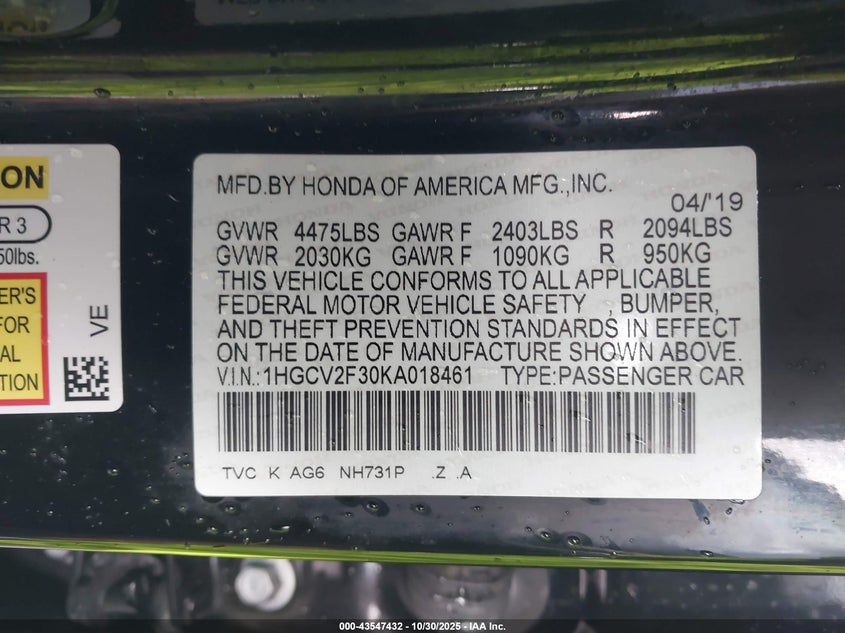 ON
R 3
50lbs.
ER'S
FOR
AL
TION
VE
MFD.BY HONDA OF AMERICA MFG.,INC.
04/'19
GVWR 4475LBS GAWR F 2403LBS R 2094LBS
GVWR 2030KG GAWR F 1090KG R 950KG
THIS VEHICLE CONFORMS TO ALL APPLICABLE
FEDERAL MOTOR VEHICLE SAFETY , BUMPER,
AND THEFT PREVENTION STANDARDS IN EFFECT
ON THE DATE OF MANUFACTURE SHOWN ABOVE.
V.I.N.:1HGCV2F30KA018461 TYPE:PASSENGER CAR
TVC K AG6 NH731P .Z .A
000-43547432 - 10/30/2025 - IAA Inc.